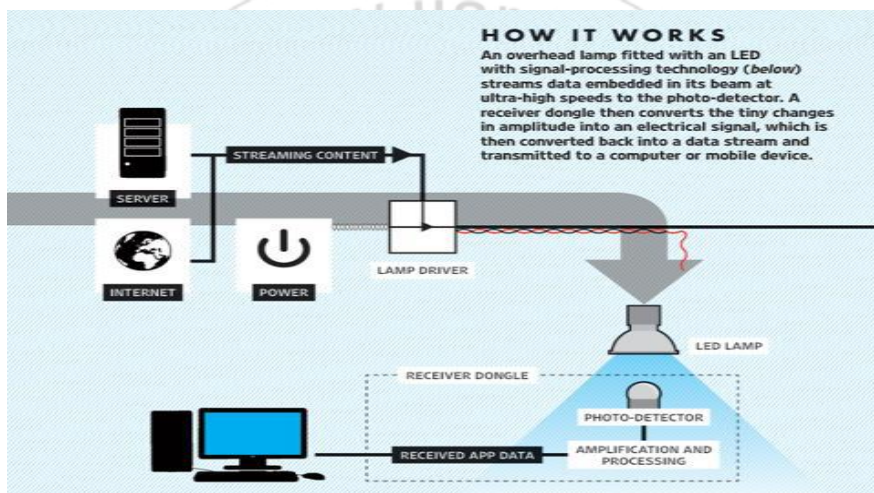 HOW IT WORKS
An overhead lamp fitted with an LED
with signal-processing technology (below)
streams data embedded in its beam at
ultra-high speeds to the photo-detector. A
receiver dongle then converts the tiny changes
in amplitude into an electrical signal, which is
then converted back into a data stream and
transmitted to a computer or mobile device.
STREAMING CONTENT
SERVER
INTERNET
POWER
LAMP DRIVER
LED LAMP
RECEIVER DONGLE
PHOTO-DETECTOR
RECEIVED APP DATA
AMPLIFICATION AND
PROCESSING